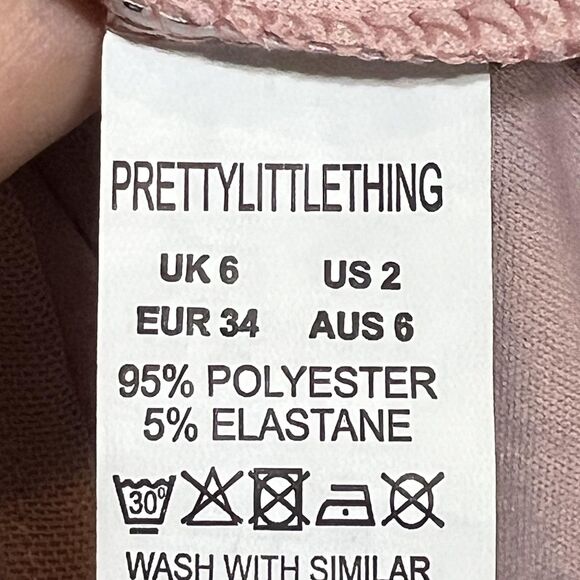 PRETTYLITTLETHING
UK 6 US 2
EUR 34 AUS 6
95% POLYESTER
5% ELASTANE
30°
WASH WITH SIMILAR